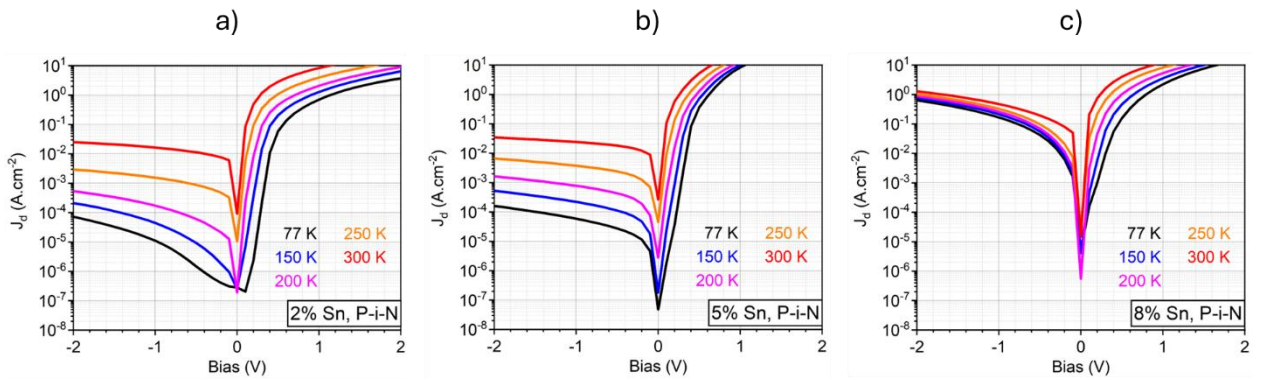 a)
b)
c)
10^1
10^0
10^-1
10^-2
10^-3
10^-4
10^-5
10^-6
10^-7
10^-8
J_d (A.cm^-2)
77 K 250 K
150 K 300 K
200 K
2% Sn, P-i-N
-2 -1 0 1 2
Bias (V)
10^1
10^0
10^-1
10^-2
10^-3
10^-4
10^-5
10^-6
10^-7
10^-8
J_d (A.cm^-2)
77 K 250 K
150 K 300 K
200 K
5% Sn, P-i-N
-2 -1 0 1 2
Bias (V)
10^1
10^0
10^-1
10^-2
10^-3
10^-4
10^-5
10^-6
10^-7
10^-8
J_d (A.cm^-2)
77 K 250 K
150 K 300 K
200 K
8% Sn, P-i-N
-2 -1 0 1 2
Bias (V)